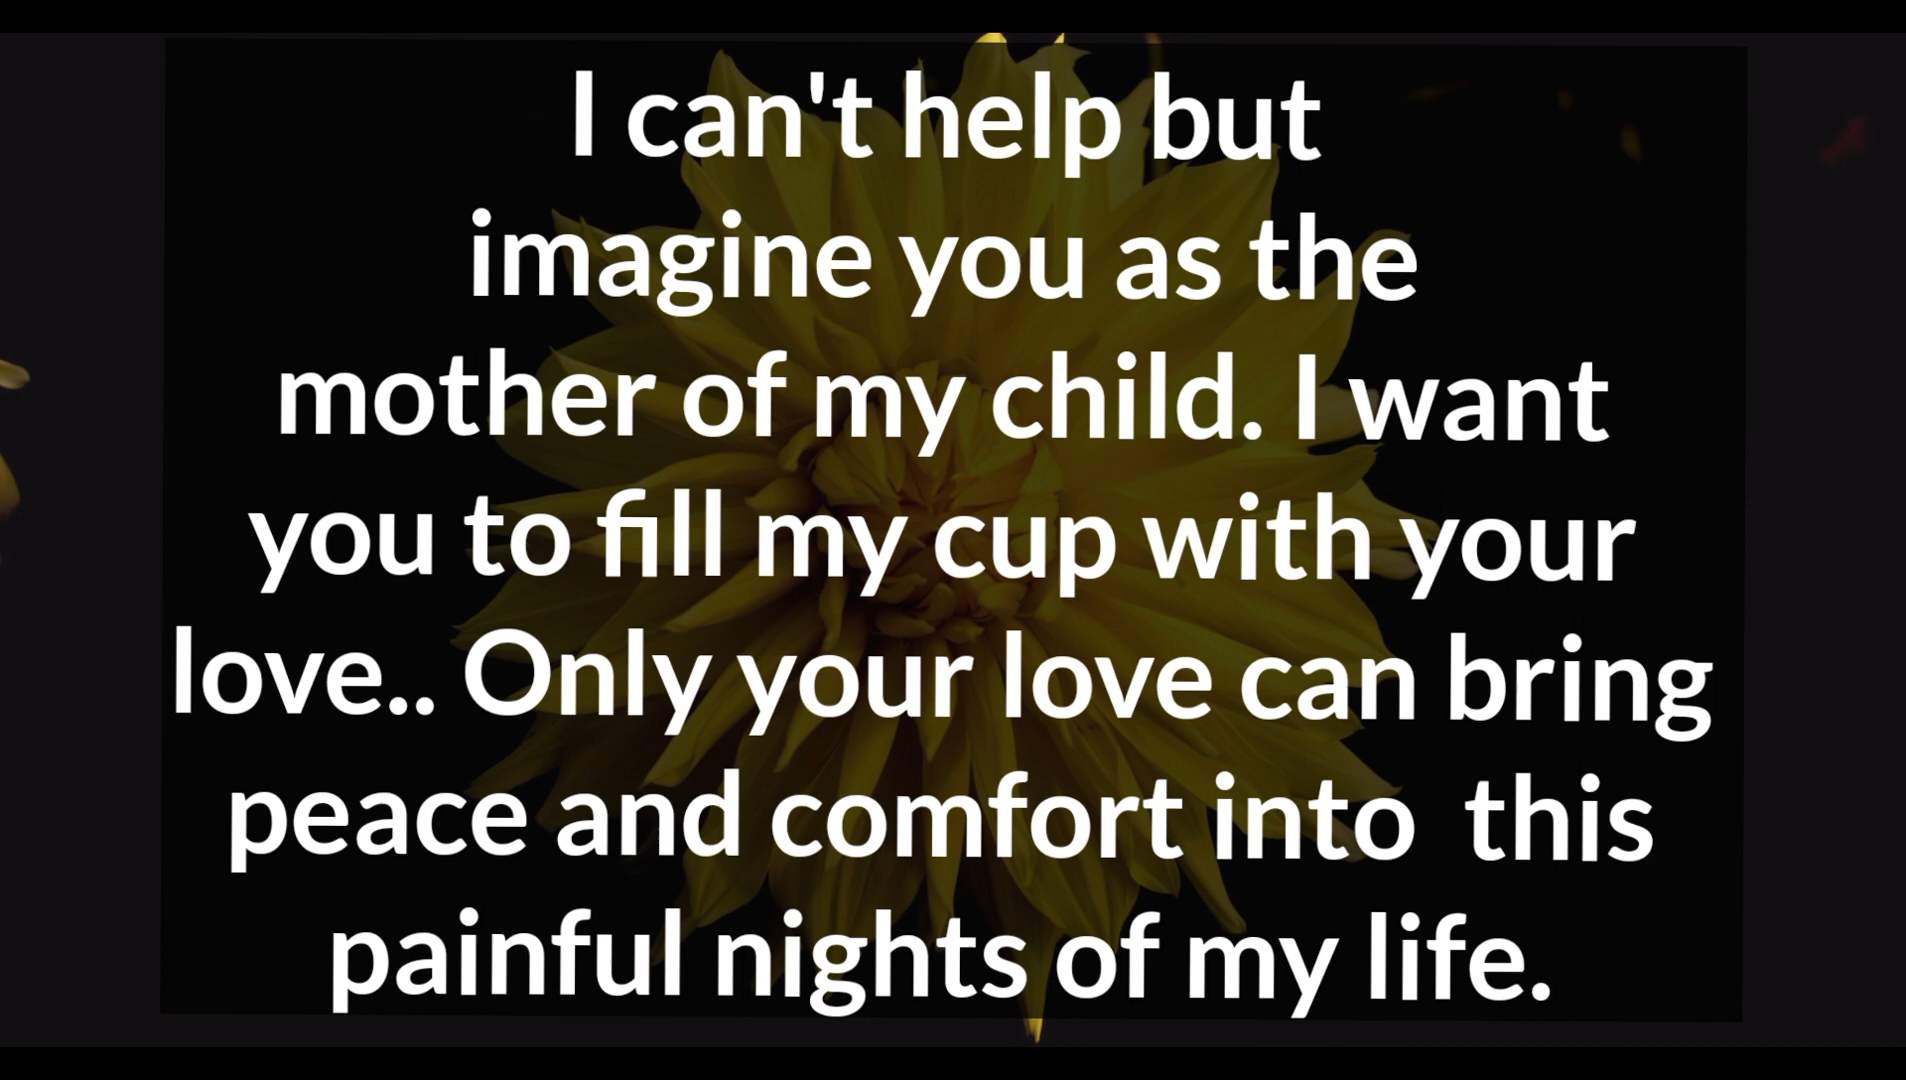 I can't help but
imagine you as the
mother of my child. I want
you to fill my cup with your
love.. Only your love can bring
peace and comfort into  this
painful nights of my life.